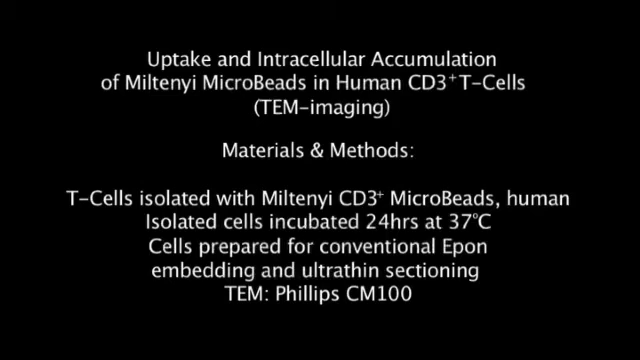 Uptake and Intracellular Accumulation
of Miltenyi MicroBeads in Human CD3⁺T-Cells
(TEM-imaging)
Materials & Methods:
T-Cells isolated with Miltenyi CD3⁺ MicroBeads, human
Isolated cells incubated 24hrs at 37°C
Cells prepared for conventional Epon
embedding and ultrathin sectioning
TEM: Phillips CM100